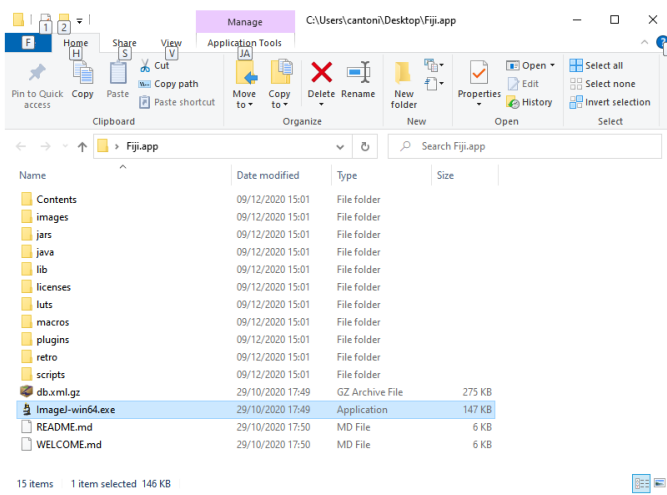 Manage C:\Users\cantoni\Desktop\Fiji.app
1 2
Home Share View Application Tools
F H S V JA
Pin to Quick access
Copy
Paste
Cut
Copy path
Paste shortcut
Move to
Copy to
Delete
Rename
New folder
Properties
Open
Edit
History
Select all
Select none
Invert selection
Clipboard Organize New Open Select
Fiji.app Search Fiji.app
Name Date modified Type Size
Contents 09/12/2020 15:01 File folder
images 09/12/2020 15:01 File folder
jars 09/12/2020 15:01 File folder
java 09/12/2020 15:01 File folder
lib 09/12/2020 15:01 File folder
licenses 09/12/2020 15:01 File folder
luts 09/12/2020 15:01 File folder
macros 09/12/2020 15:01 File folder
plugins 09/12/2020 15:01 File folder
retro 09/12/2020 15:01 File folder
scripts 09/12/2020 15:01 File folder
db.xml.gz 29/10/2020 17:49 GZ Archive File 275 KB
ImageJ-win64.exe 29/10/2020 17:49 Application 147 KB
README.md 29/10/2020 17:50 MD File 6 KB
WELCOME.md 29/10/2020 17:50 MD File 6 KB
15 items 1 item selected 146 KB